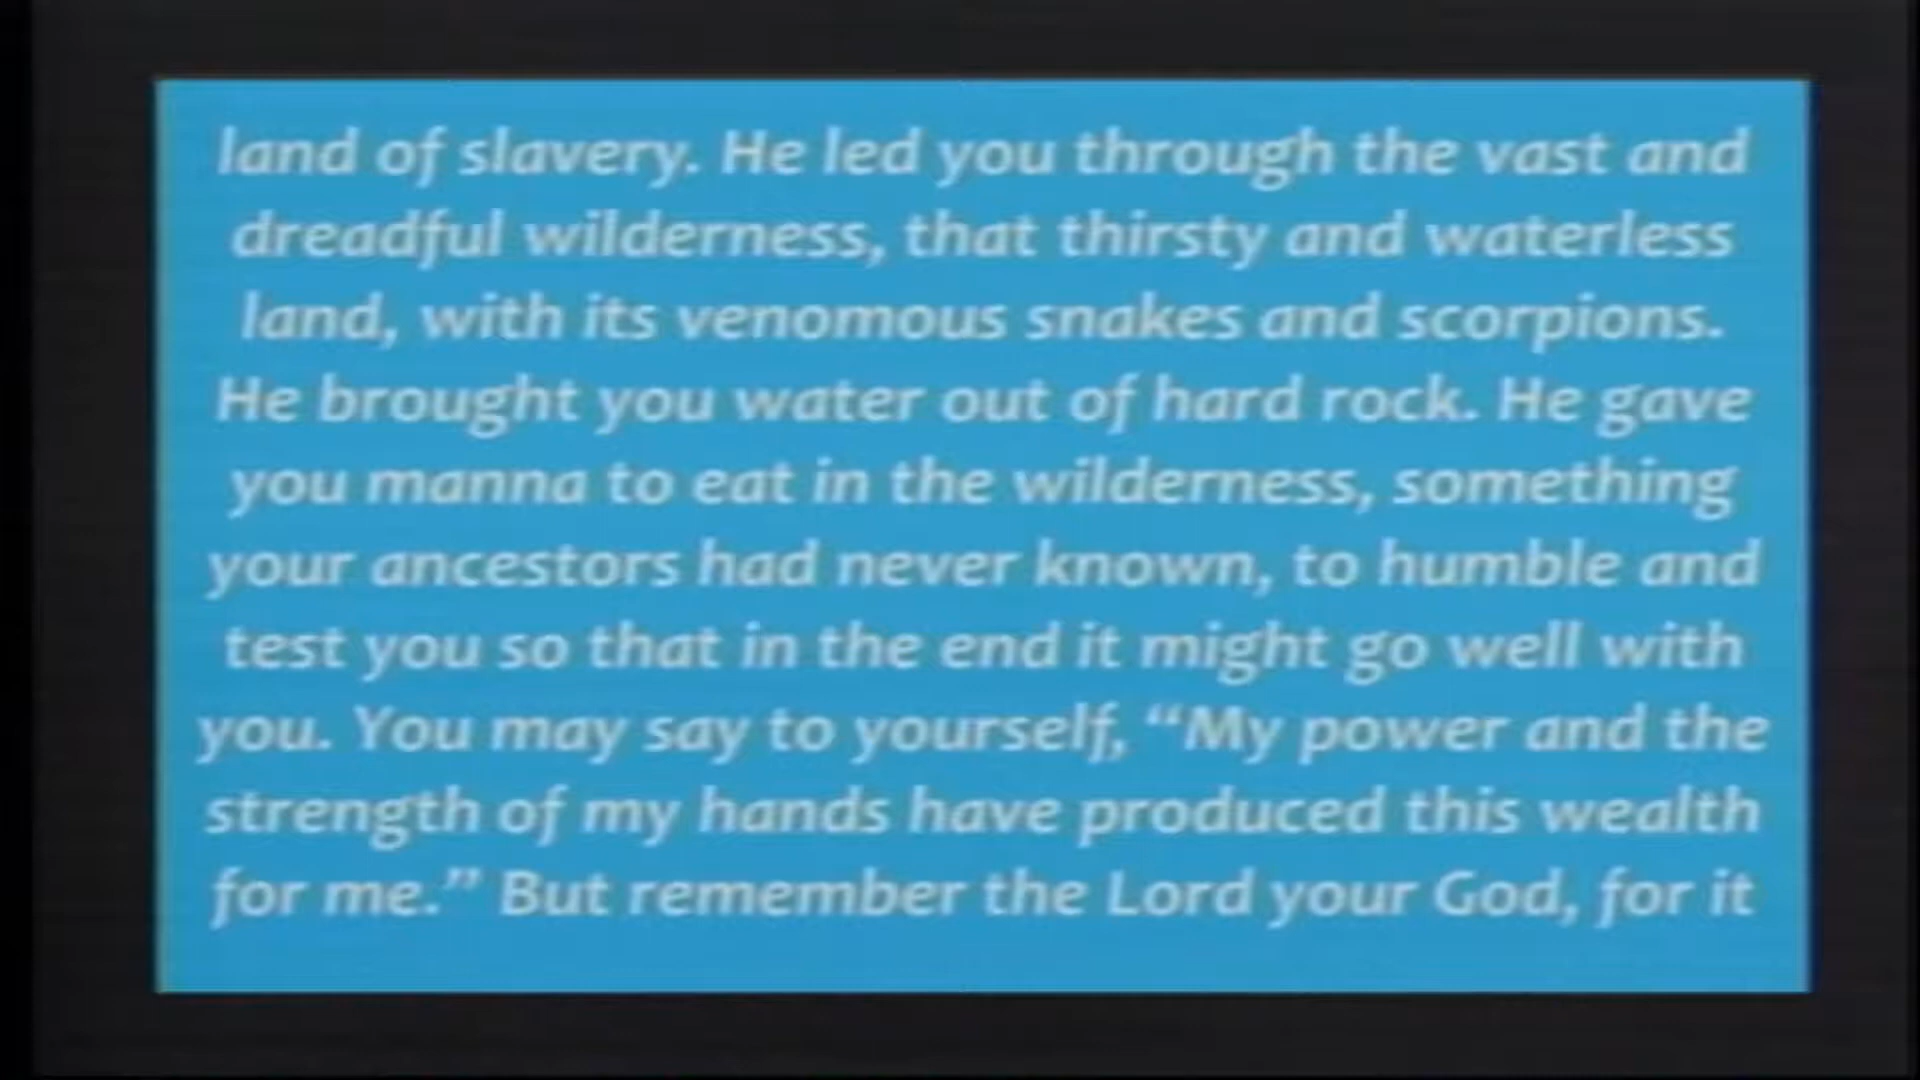 land of slavery. He led you through the vast and
dreadful wilderness, that thirsty and waterless
land, with its venomous snakes and scorpions.
He brought you water out of hard rock. He gave
you manna to eat in the wilderness, something
your ancestors had never known, to humble and
test you so that in the end it might go well with
you. You may say to yourself, “My power and the
strength of my hands have produced this wealth
for me.” But remember the Lord your God, for it